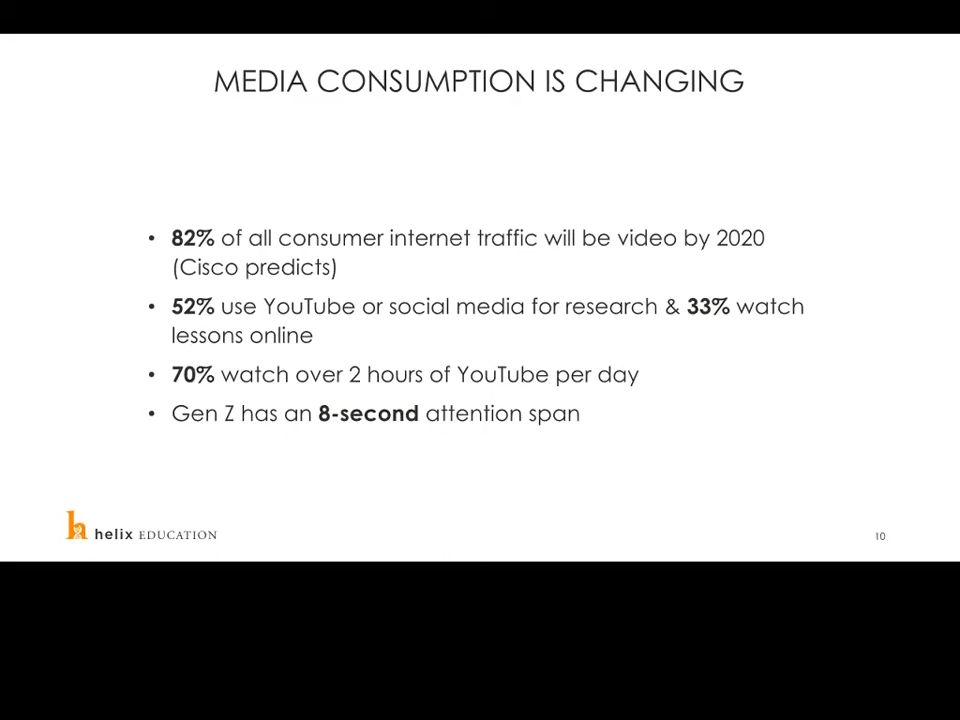 MEDIA CONSUMPTION IS CHANGING
• 82% of all consumer internet traffic will be video by 2020
(Cisco predicts)
• 52% use YouTube or social media for research & 33% watch
lessons online
• 70% watch over 2 hours of YouTube per day
• Gen Z has an 8-second attention span
helix EDUCATION
10